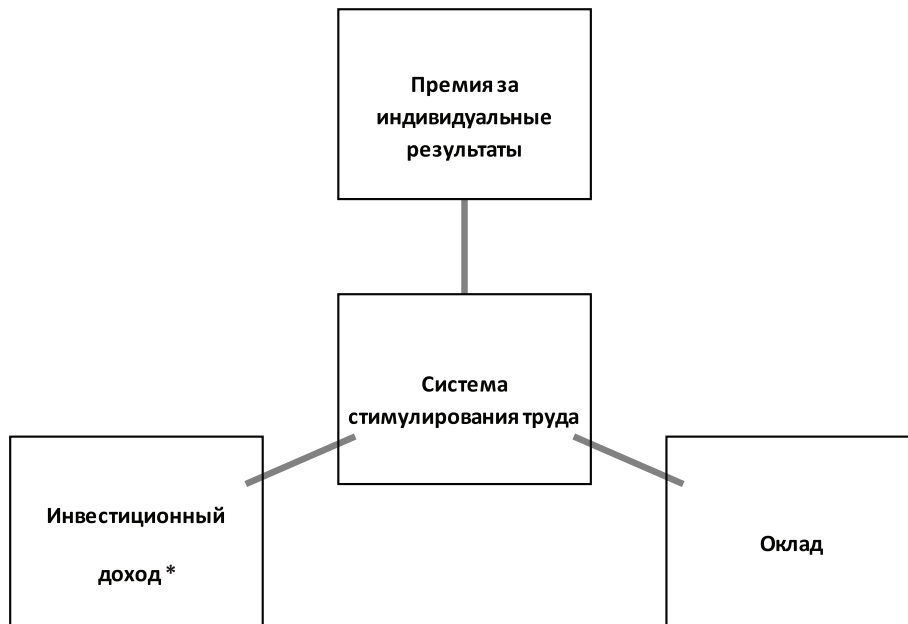 Премия за
индивидуальные
результаты
Система
стимулирования труда
Инвестиционный
доход *
Оклад